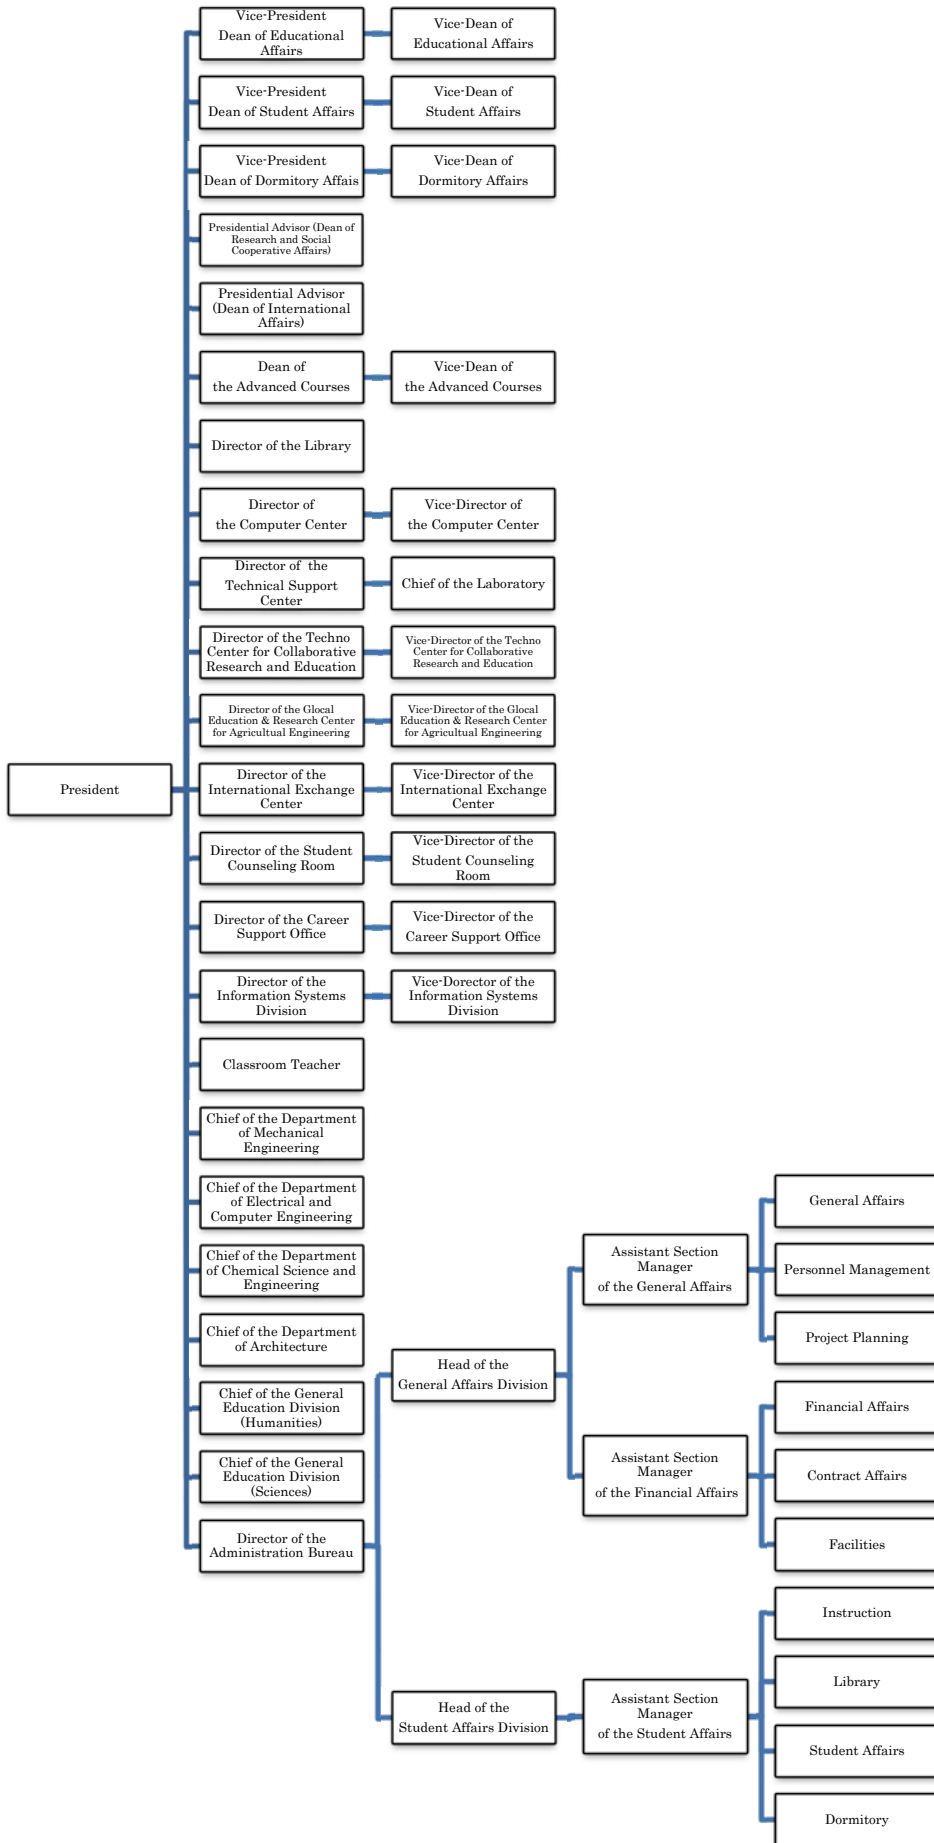 Vice-President
Dean of Educational
Affairs
Vice-Dean of
Educational Affairs
Vice-President
Dean of Student Affairs
Vice-Dean of
Student Affairs
Vice-President
Dean of Dormitory Affais
Vice-Dean of
Dormitory Affairs
Presidential Advisor (Dean of
Research and Social
Cooperative Affairs)
Presidential Advisor
(Dean of International
Affairs)
Dean of
the Advanced Courses
Vice-Dean of
the Advanced Courses
Director of the Library
Director of
the Computer Center
Vice-Director of
the Computer Center
Director of the
Technical Support
Center
Chief of the Laboratory
Director of the Techno
Center for Collaborative
Research and Education
Vice-Director of the Techno
Center for Collaborative
Research and Education
Director of the Glocal
Education & Research Center
for Agricultual Engineering
Vice-Director of the Glocal
Education & Research Center
for Agricultual Engineering
President
Director of the
International Exchange
Center
Vice-Director of the
International Exchange
Center
Director of the Student
Counseling Room
Vice-Director of the
Student Counseling
Room
Director of the Career
Support Office
Vice-Director of the
Career Support Office
Director of the
Information Systems
Division
Vice-Dorector of the
Information Systems
Division
Classroom Teacher
Chief of the Department
of Mechanical
Engineering
Chief of the Department
of Electrical and
Computer Engineering
Chief of the Department
of Chemical Science and
Engineering
Chief of the Department
of Architecture
Chief of the General
Education Division
(Humanities)
Chief of the General
Education Division
(Sciences)
Director of the
Administration Bureau
Head of the
General Affairs Division
Assistant Section
Manager
of the General Affairs
General Affairs
Personnel Management
Project Planning
Assistant Section
Manager
of the Financial Affairs
Financial Affairs
Contract Affairs
Facilities
Head of the
Student Affairs Division
Assistant Section
Manager
of the Student Affairs
Instruction
Library
Student Affairs
Dormitory